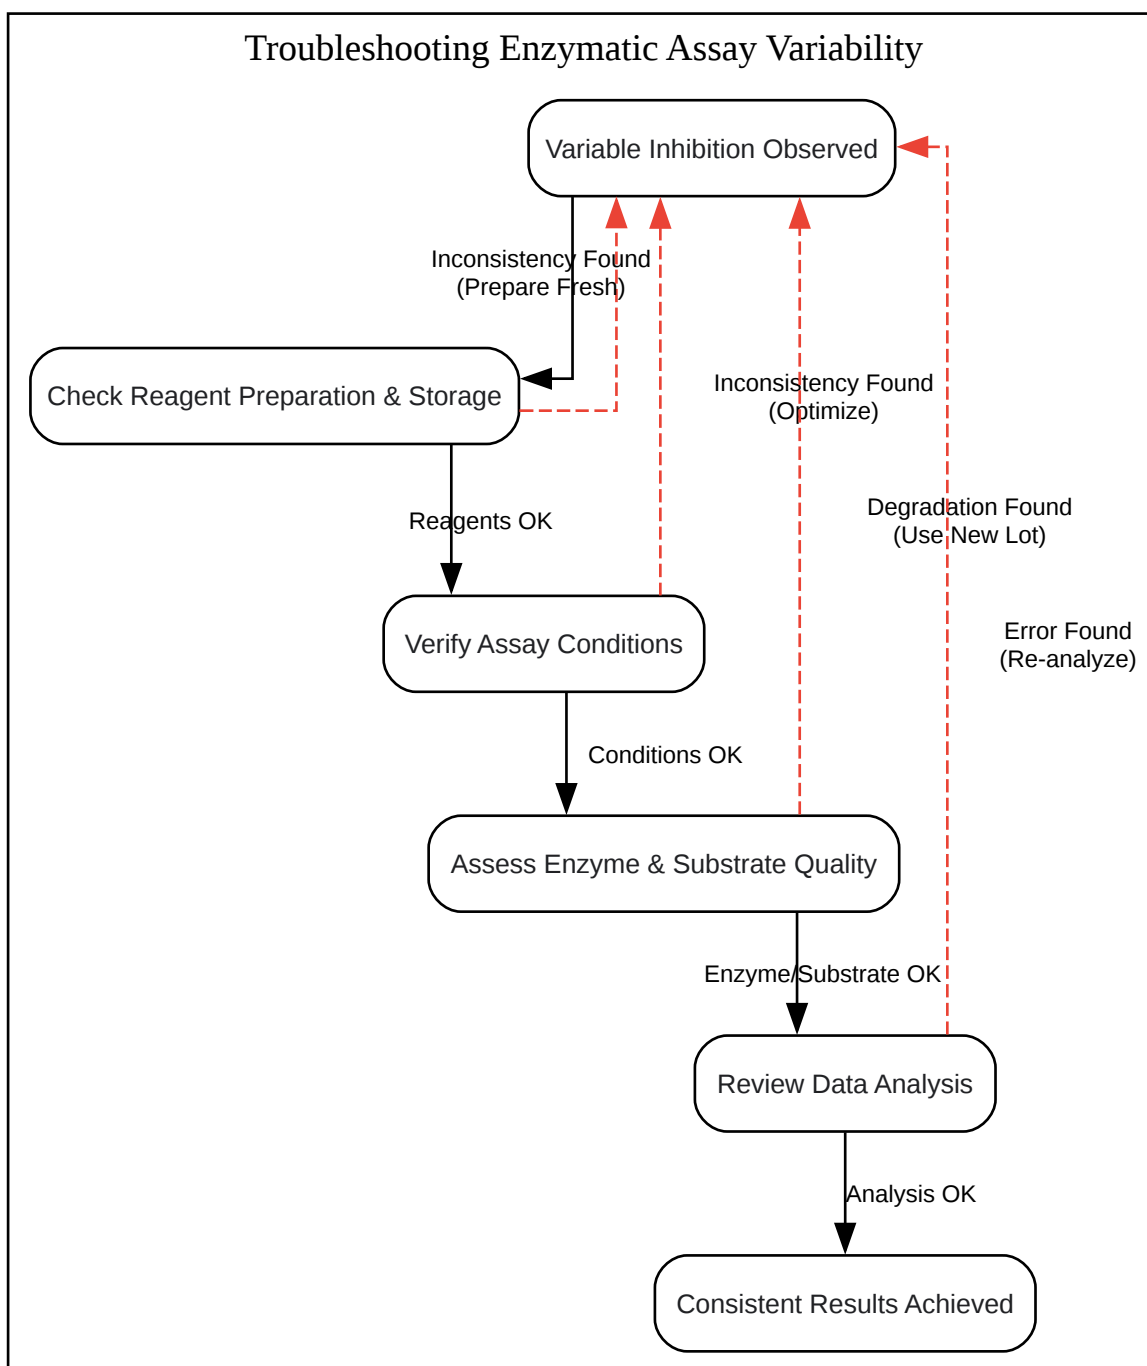 Troubleshooting Enzymatic Assay Variability
Variable Inhibition Observed
Inconsistency Found
(Prepare Fresh)
Check Reagent Preparation & Storage
Inconsistency Found
(Optimize)
Reagents OK
Degradation Found
(Use New Lot)
Verify Assay Conditions
Error Found
(Re-analyze)
Conditions OK
Assess Enzyme & Substrate Quality
Enzyme/Substrate OK
Review Data Analysis
Analysis OK
Consistent Results Achieved